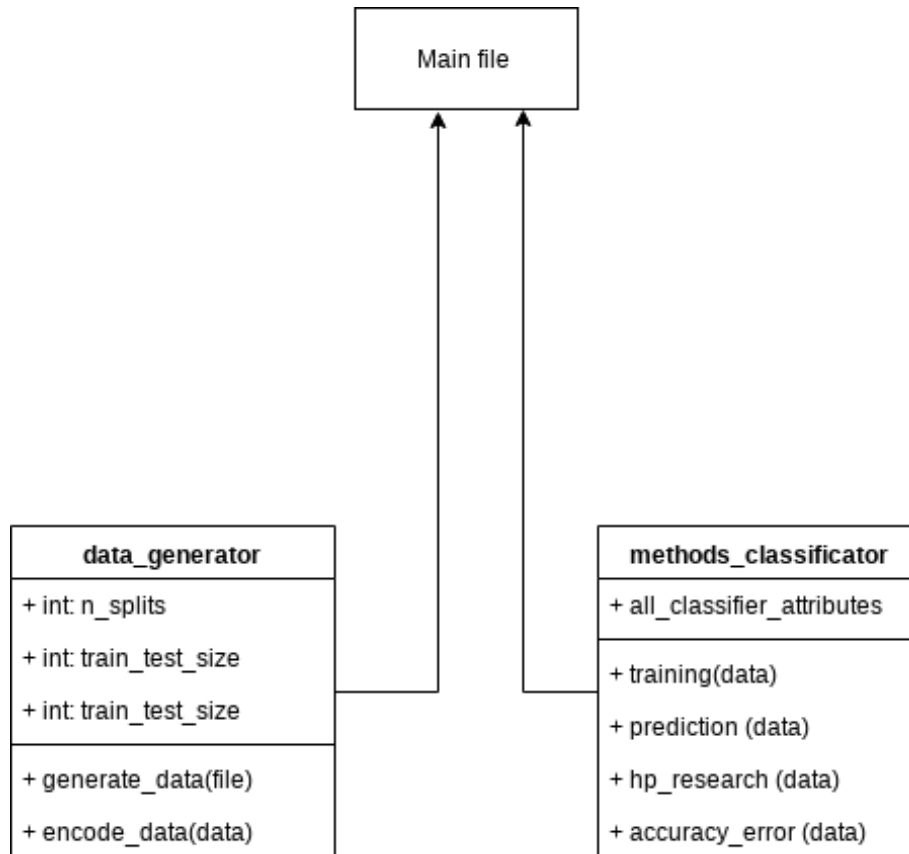 Main file
data_generator
+ int: n_splits
+ int: train_test_size
+ int: train_test_size
+ generate_data(file)
+ encode_data(data)
methods_classificator
+ all_classifier_attributes
+ training(data)
+ prediction (data)
+ hp_research (data)
+ accuracy_error (data)